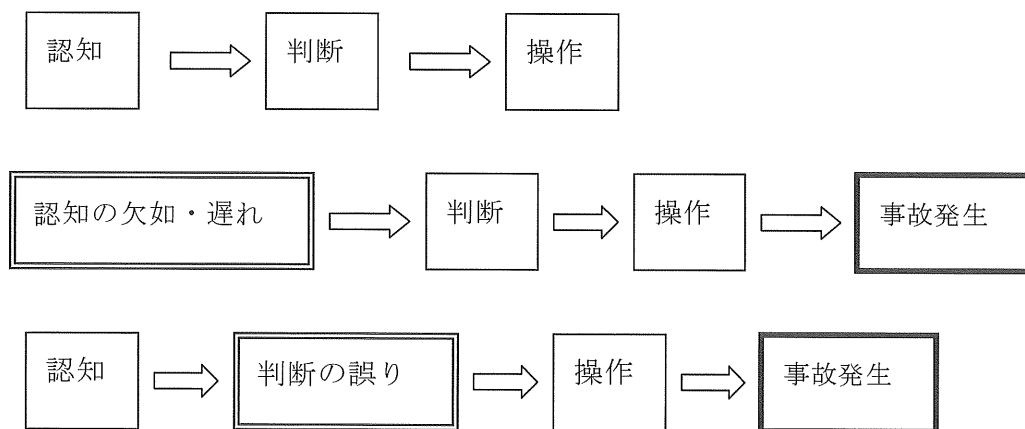 認知 判断 操作
認知の欠如・遅れ 判断 操作 事故発生
認知 判断の誤り 操作 事故発生